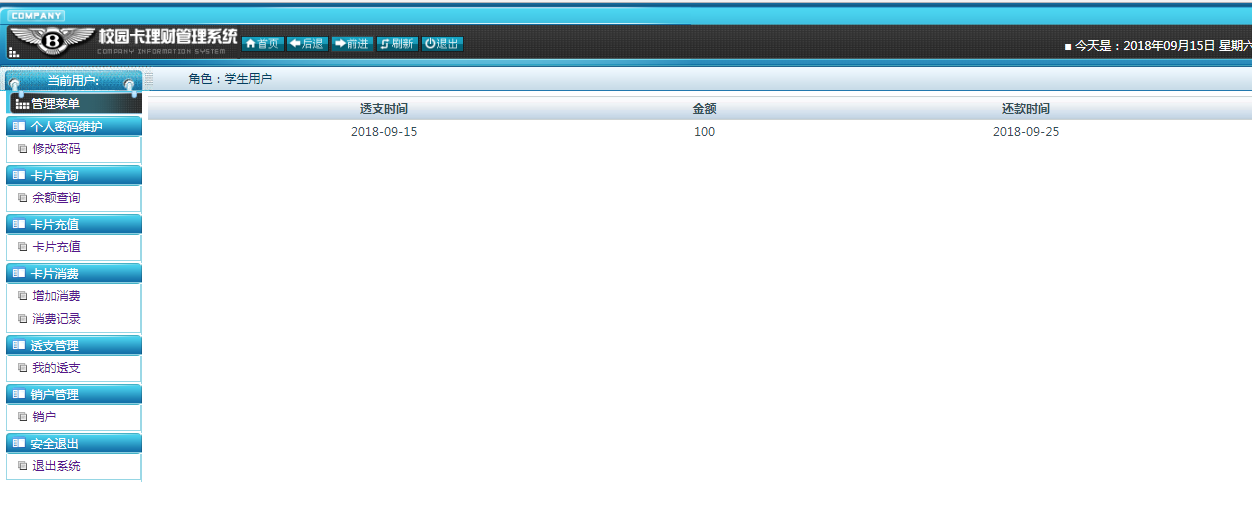 COMPANY
B 校园卡理财管理系统 首页 后退 前进 刷新 退出
COMPANY INFORMATION SYSTEM
■ 今天是：2018年09月15日 星期六
当前用户: 角色：学生用户
管理菜单
透支时间 金额 还款时间
2018-09-15 100 2018-09-25
个人密码维护
修改密码
卡片查询
余额查询
卡片充值
卡片充值
卡片消费
增加消费
消费记录
透支管理
我的透支
销户管理
销户
安全退出
退出系统